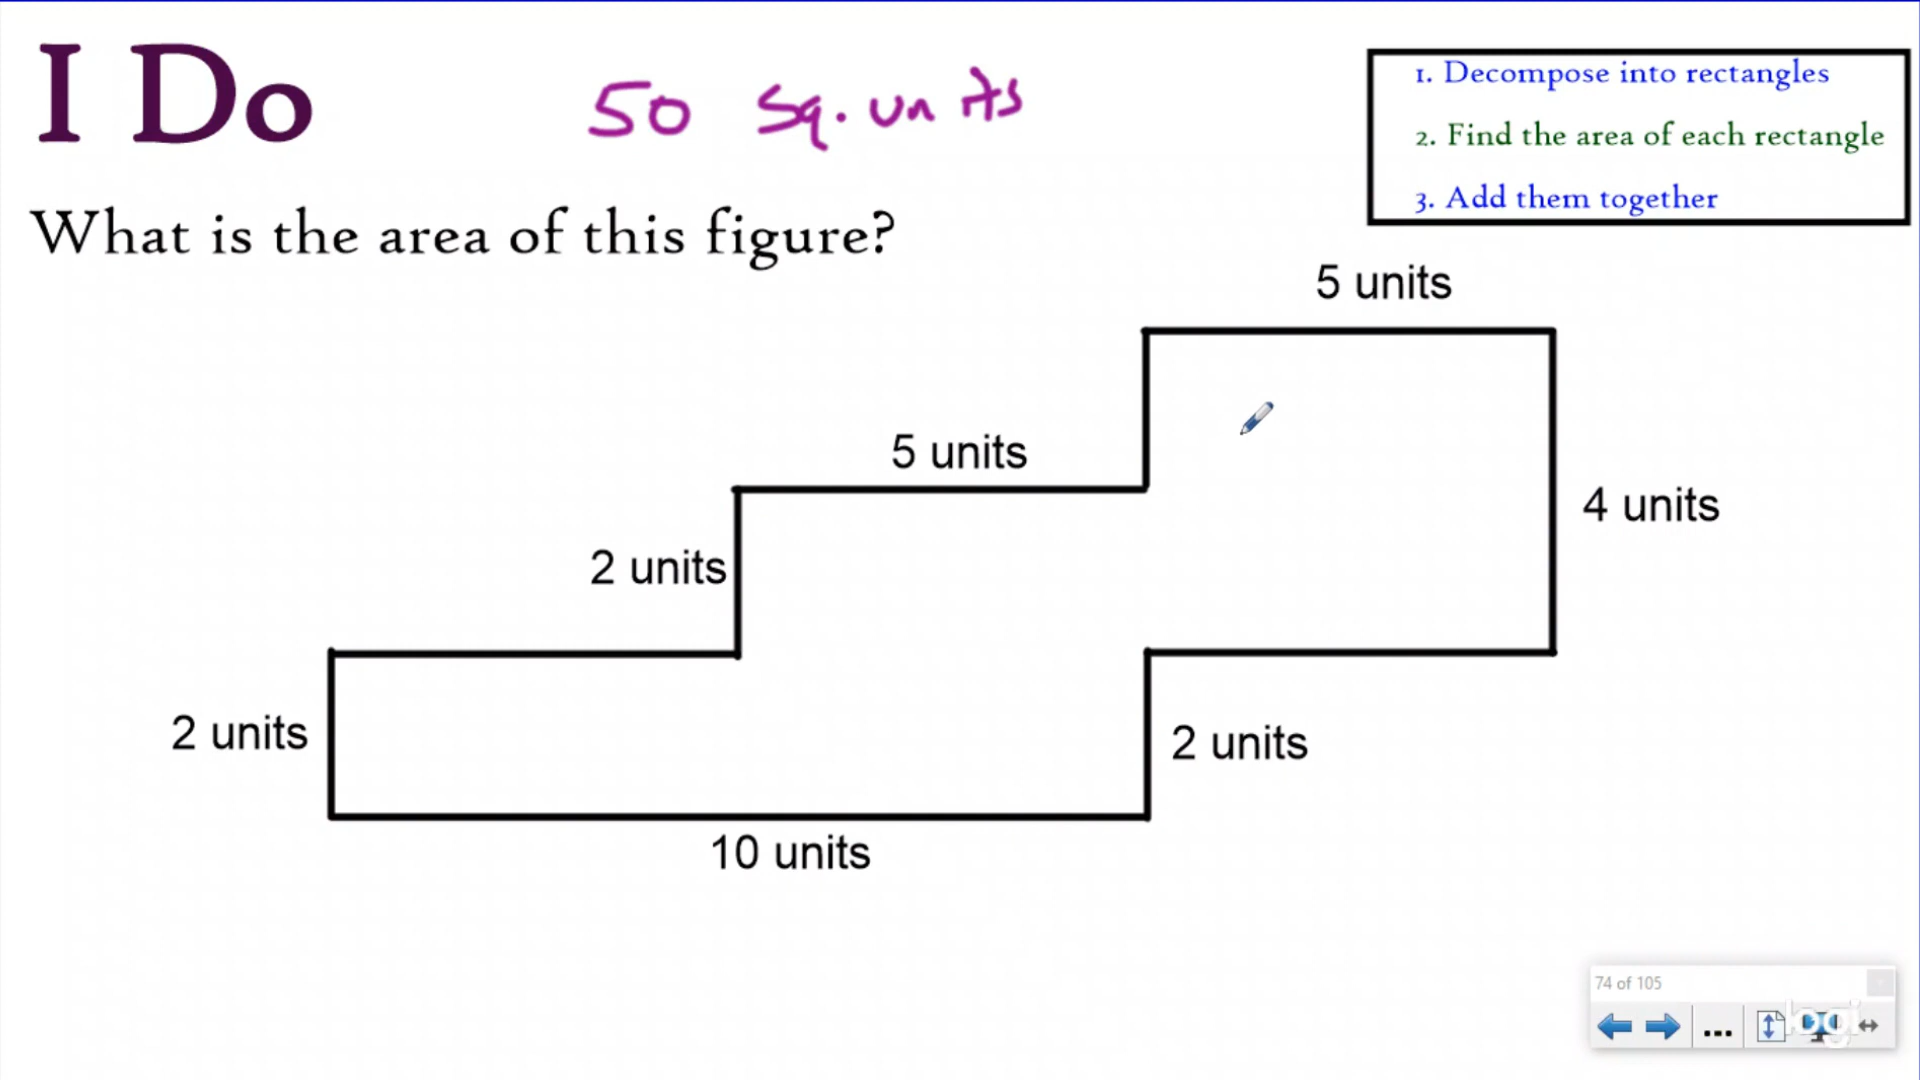 I Do
50 sq. units
1. Decompose into rectangles
2. Find the area of each rectangle
3. Add them together
What is the area of this figure?
5 units
5 units
4 units
2 units
2 units
2 units
10 units
74 of 105
...